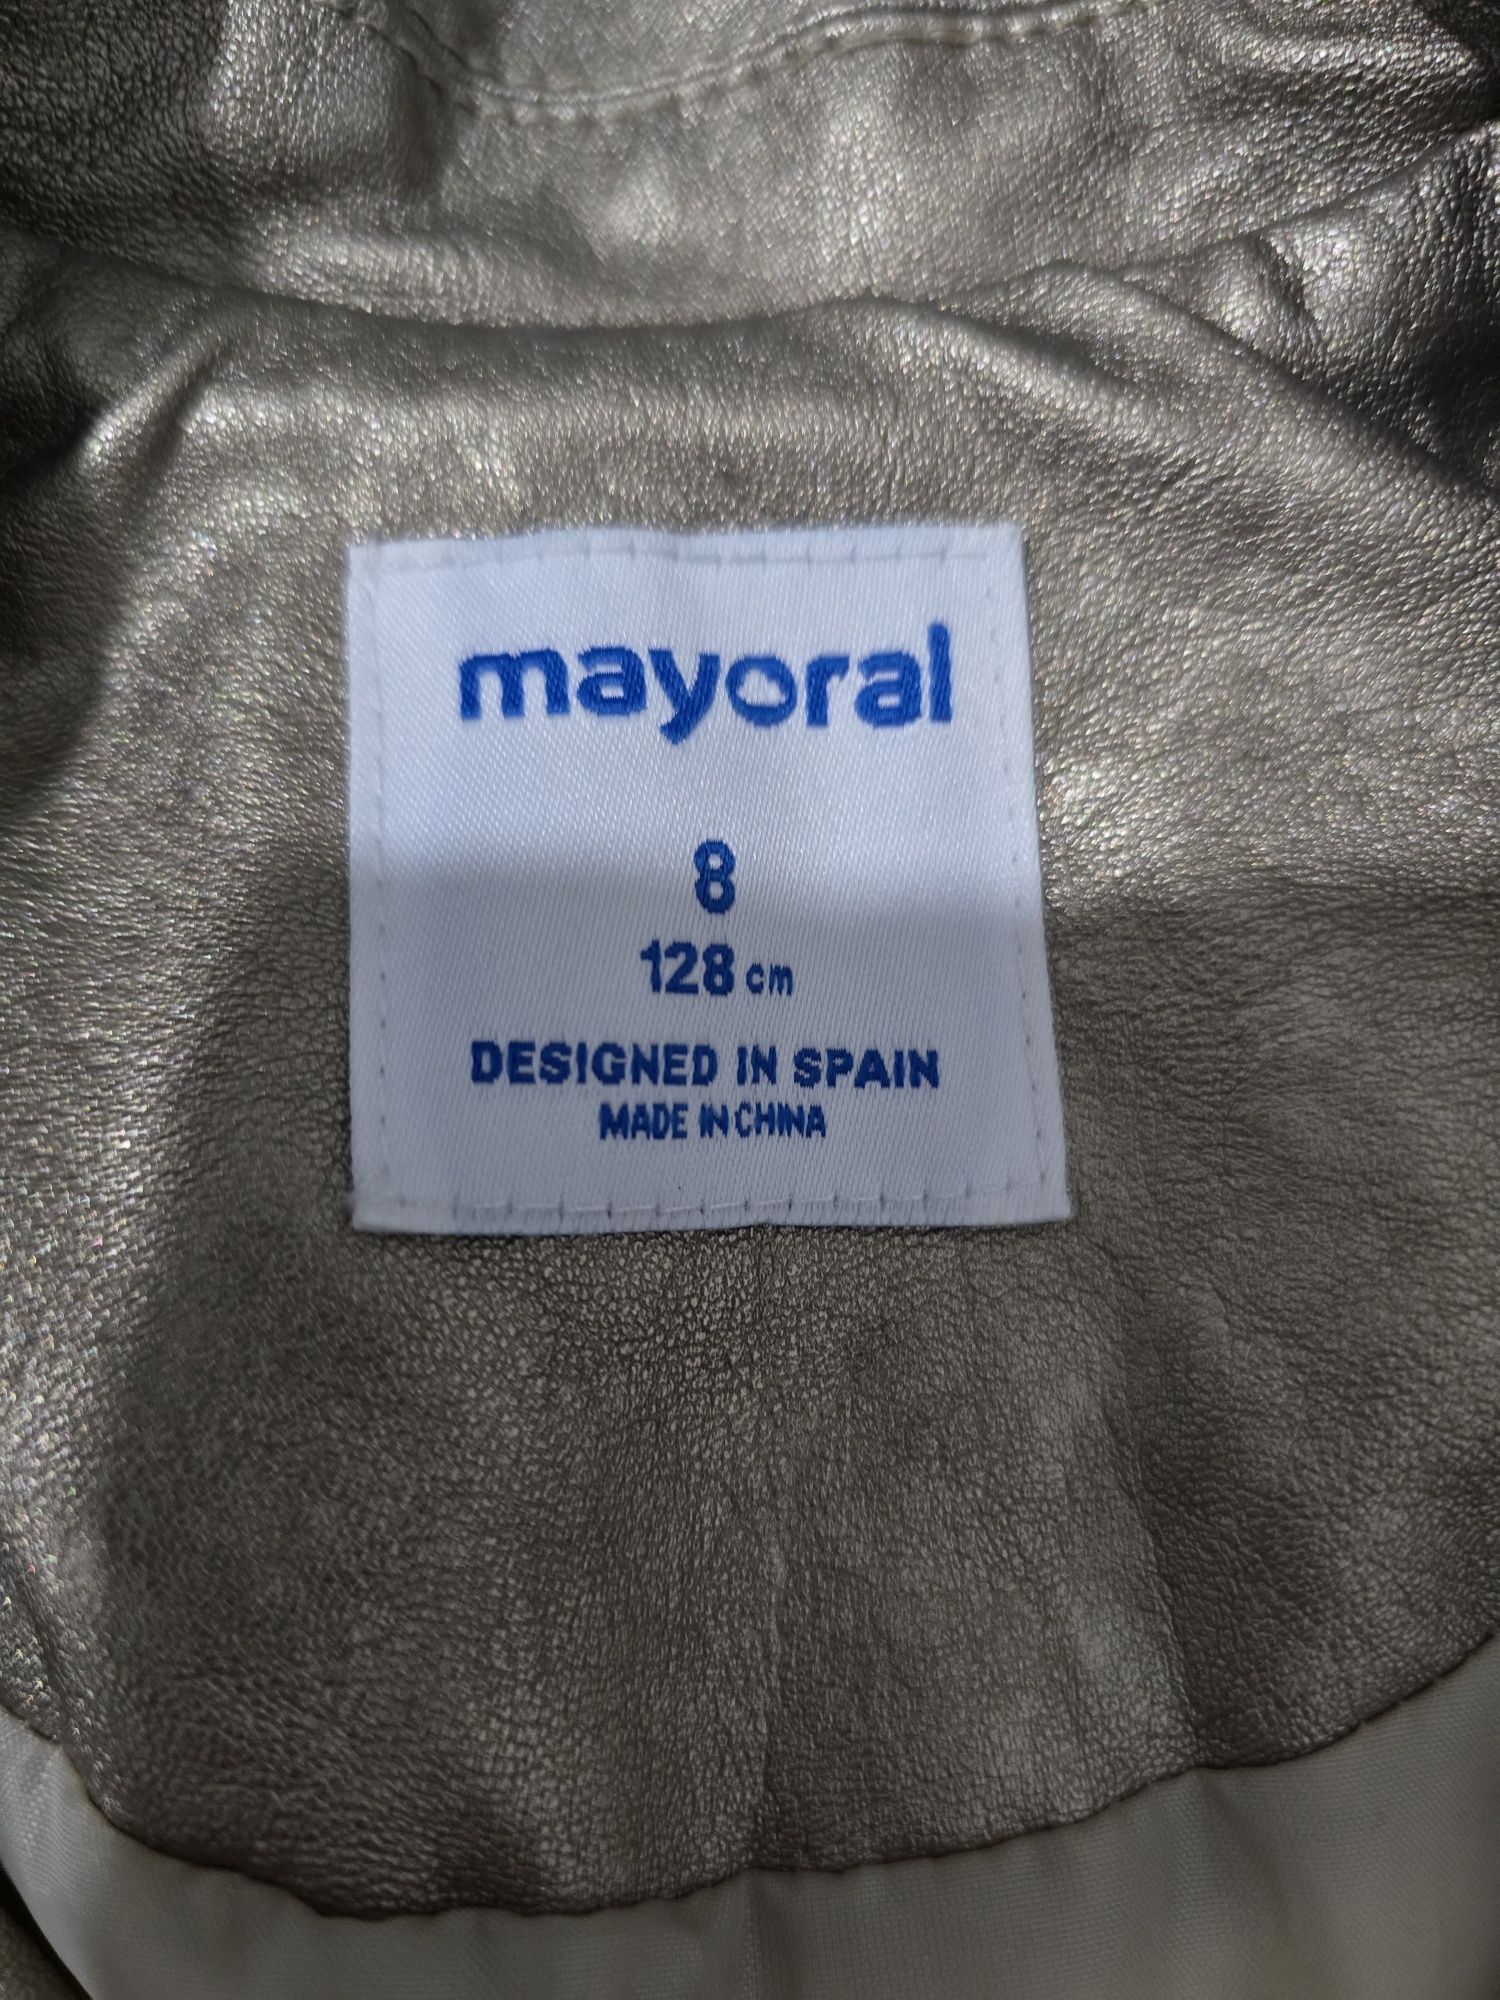 mayoral
8
128 cm
DESIGNED IN SPAIN
MADE IN CHINA